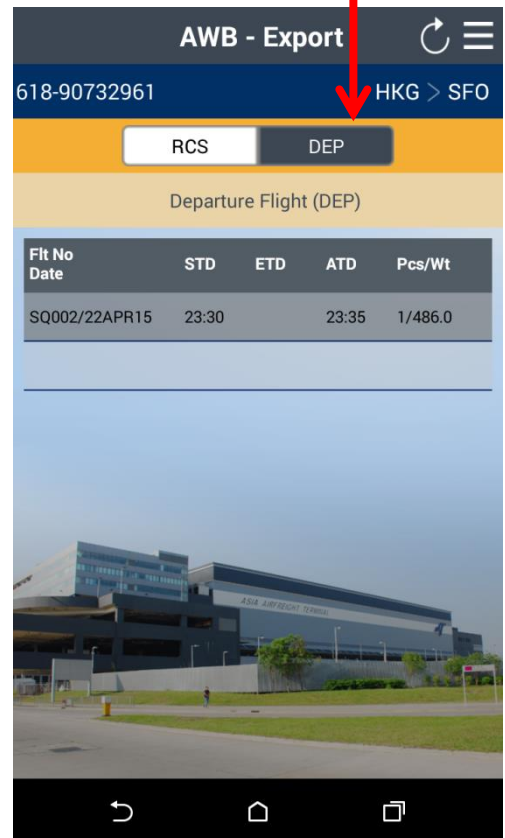 AWB - Export
618-90732961 HKG > SFO
RCS DEP
Departure Flight (DEP)
Flt No
Date STD ETD ATD Pcs/Wt
SQ002/22APR15 23:30 23:35 1/486.0
ASIA AIRFREIGHT TERMINAL